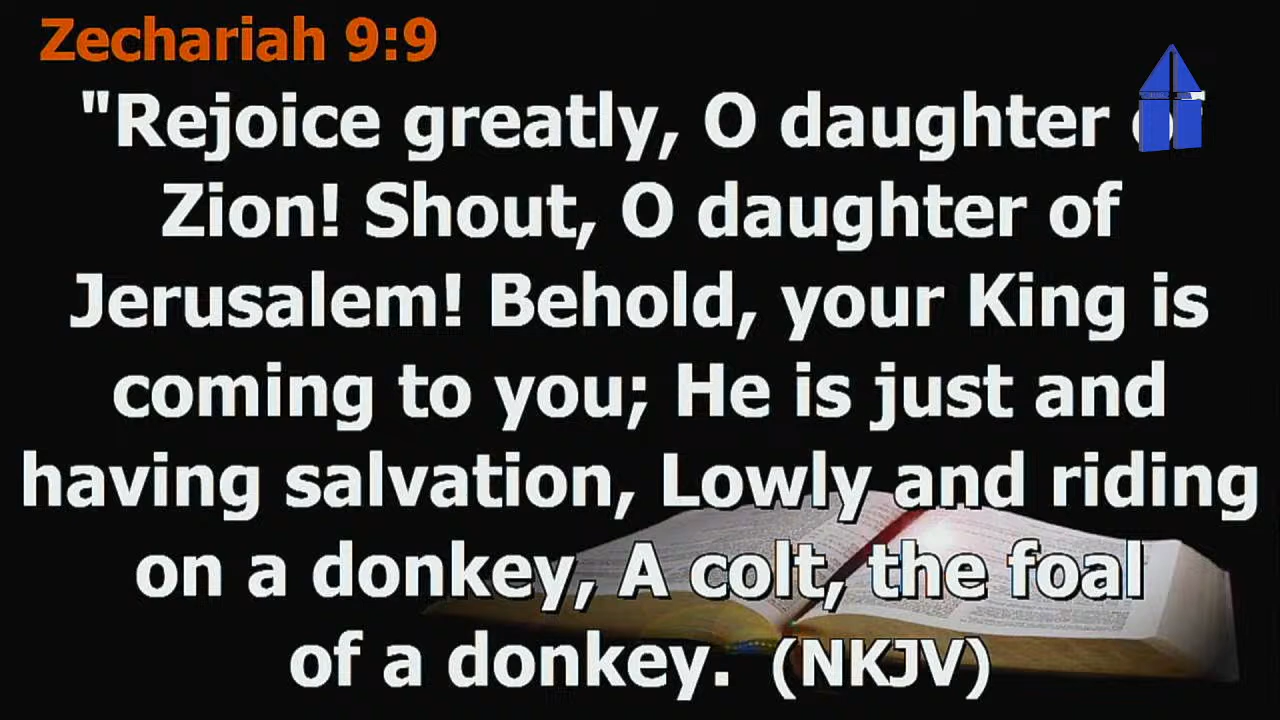 Zechariah 9:9
"Rejoice greatly, O daughter of
Zion! Shout, O daughter of
Jerusalem! Behold, your King is
coming to you; He is just and
having salvation, Lowly and riding
on a donkey, A colt, the foal
of a donkey. (NKJV)